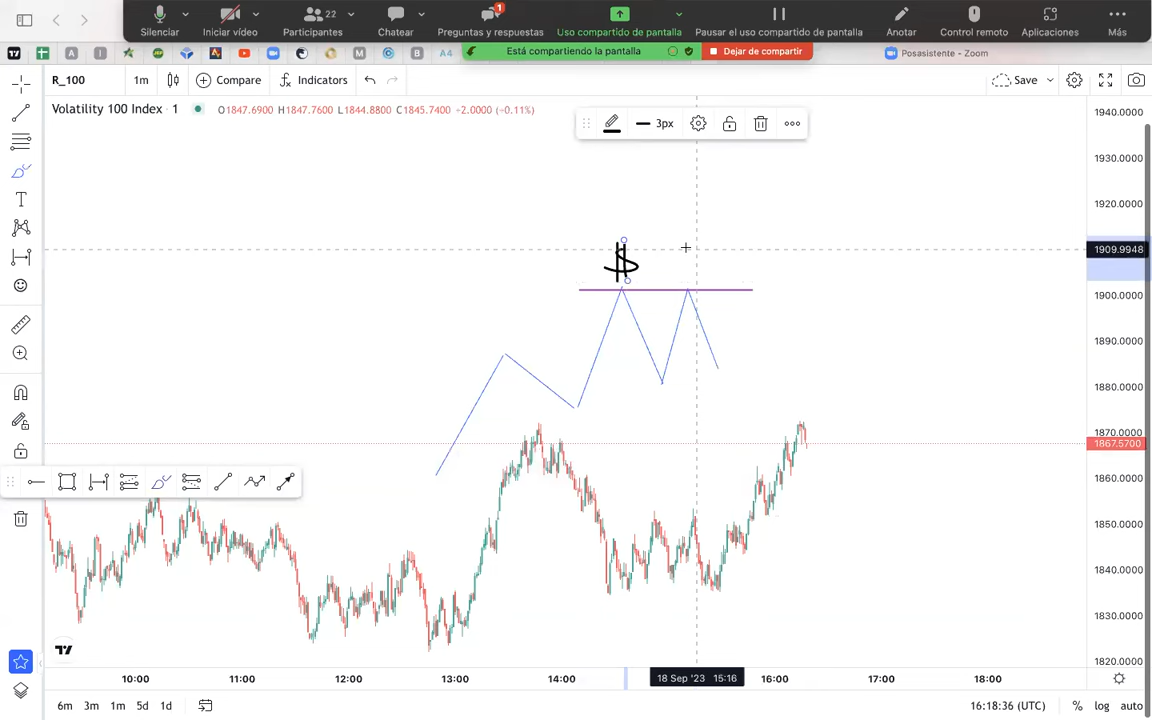 Silenciar
Iniciar vídeo
22
Participantes
Chatear
1
Preguntas y respuestas
Uso compartido de pantalla
Pausar el uso compartido de pantalla
Anotar
Control remoto
Aplicaciones
Más
A4
Está compartiendo la pantalla
Dejar de compartir
Posasistente - Zoom
R_100
1m
Compare
Indicators
Save
Volatility 100 Index · 1
O1847.6900 H1847.7600 L1844.8800 C1845.7400 −2.0000 (−0.11%)
3px
$
1940.0000
1930.0000
1920.0000
1909.9948
1900.0000
1890.0000
1880.0000
1870.0000
1867.5700
1860.0000
1850.0000
1840.0000
1830.0000
1820.0000
10:00
11:00
12:00
13:00
14:00
18 Sep '23 15:16
16:00
17:00
18:00
6m
3m
1m
5d
1d
16:18:36 (UTC)
%
log
auto